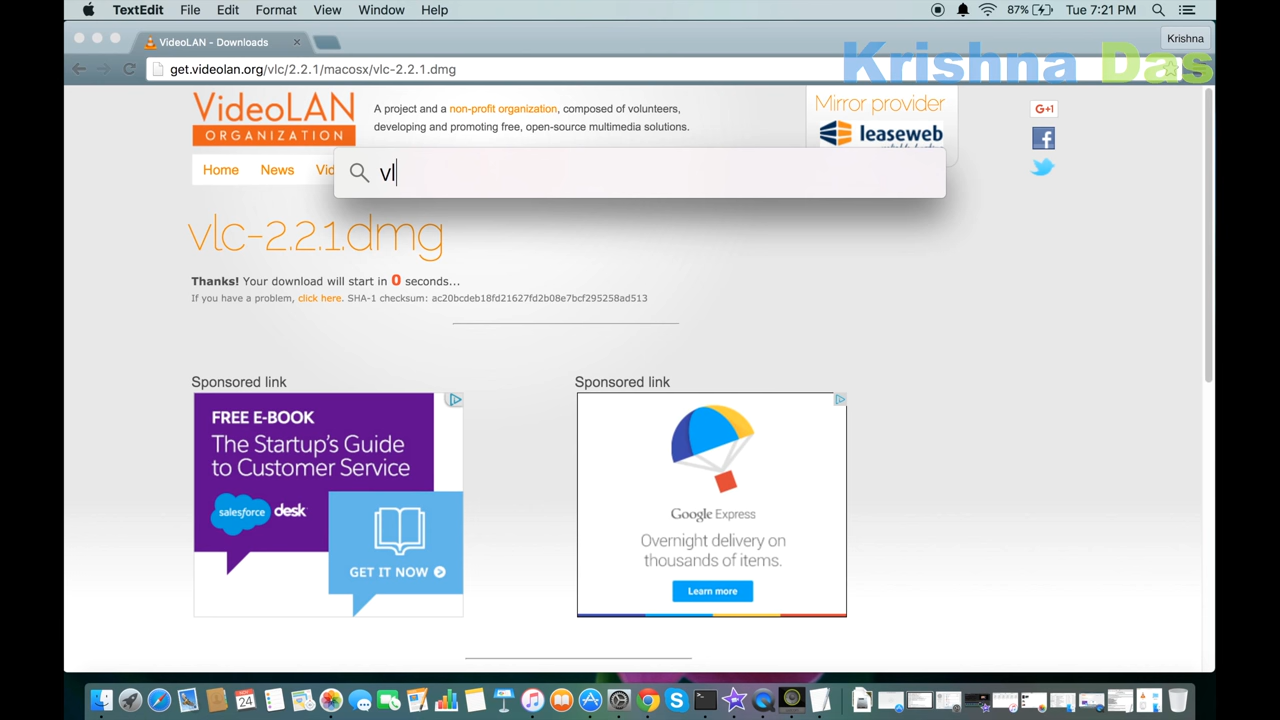 TextEdit File Edit Format View Window Help 87% Tue 7:21 PM
VideoLAN - Downloads Krishna
get.videolan.org/vlc/2.2.1/macosx/vlc-2.2.1.dmg
Krishna Das
VideoLAN
ORGANIZATION
A project and a non-profit organization, composed of volunteers,
developing and promoting free, open-source multimedia solutions.
Mirror provider
leaseweb
G+1
Home News Vid
vl
vlc-2.2.1.dmg
Thanks! Your download will start in 0 seconds...
If you have a problem, click here. SHA-1 checksum: ac20bcdeb18fd21627fd2b08e7bcf295258ad513
Sponsored link
FREE E-BOOK
The Startup's Guide
to Customer Service
salesforce desk
GET IT NOW
Sponsored link
Google Express
Overnight delivery on
thousands of items.
Learn more
24